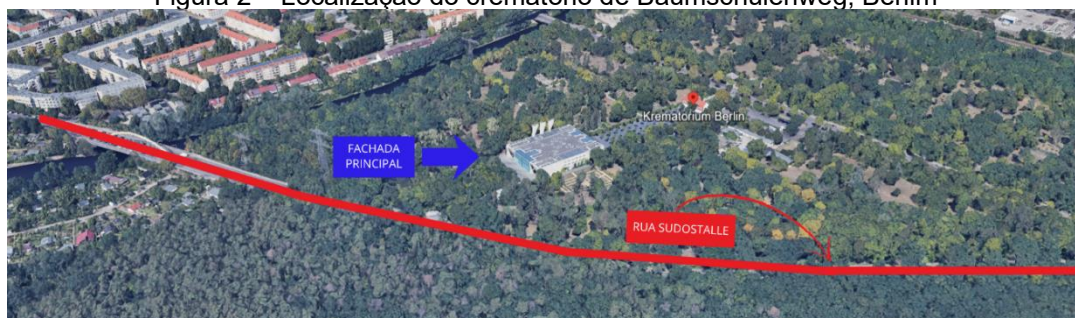 Figura 2 – Localização do crematório de Baumschulenweg, Berlim
Krematorium Berlin
FACHADA
PRINCIPAL
RUA SUDOSTALLE